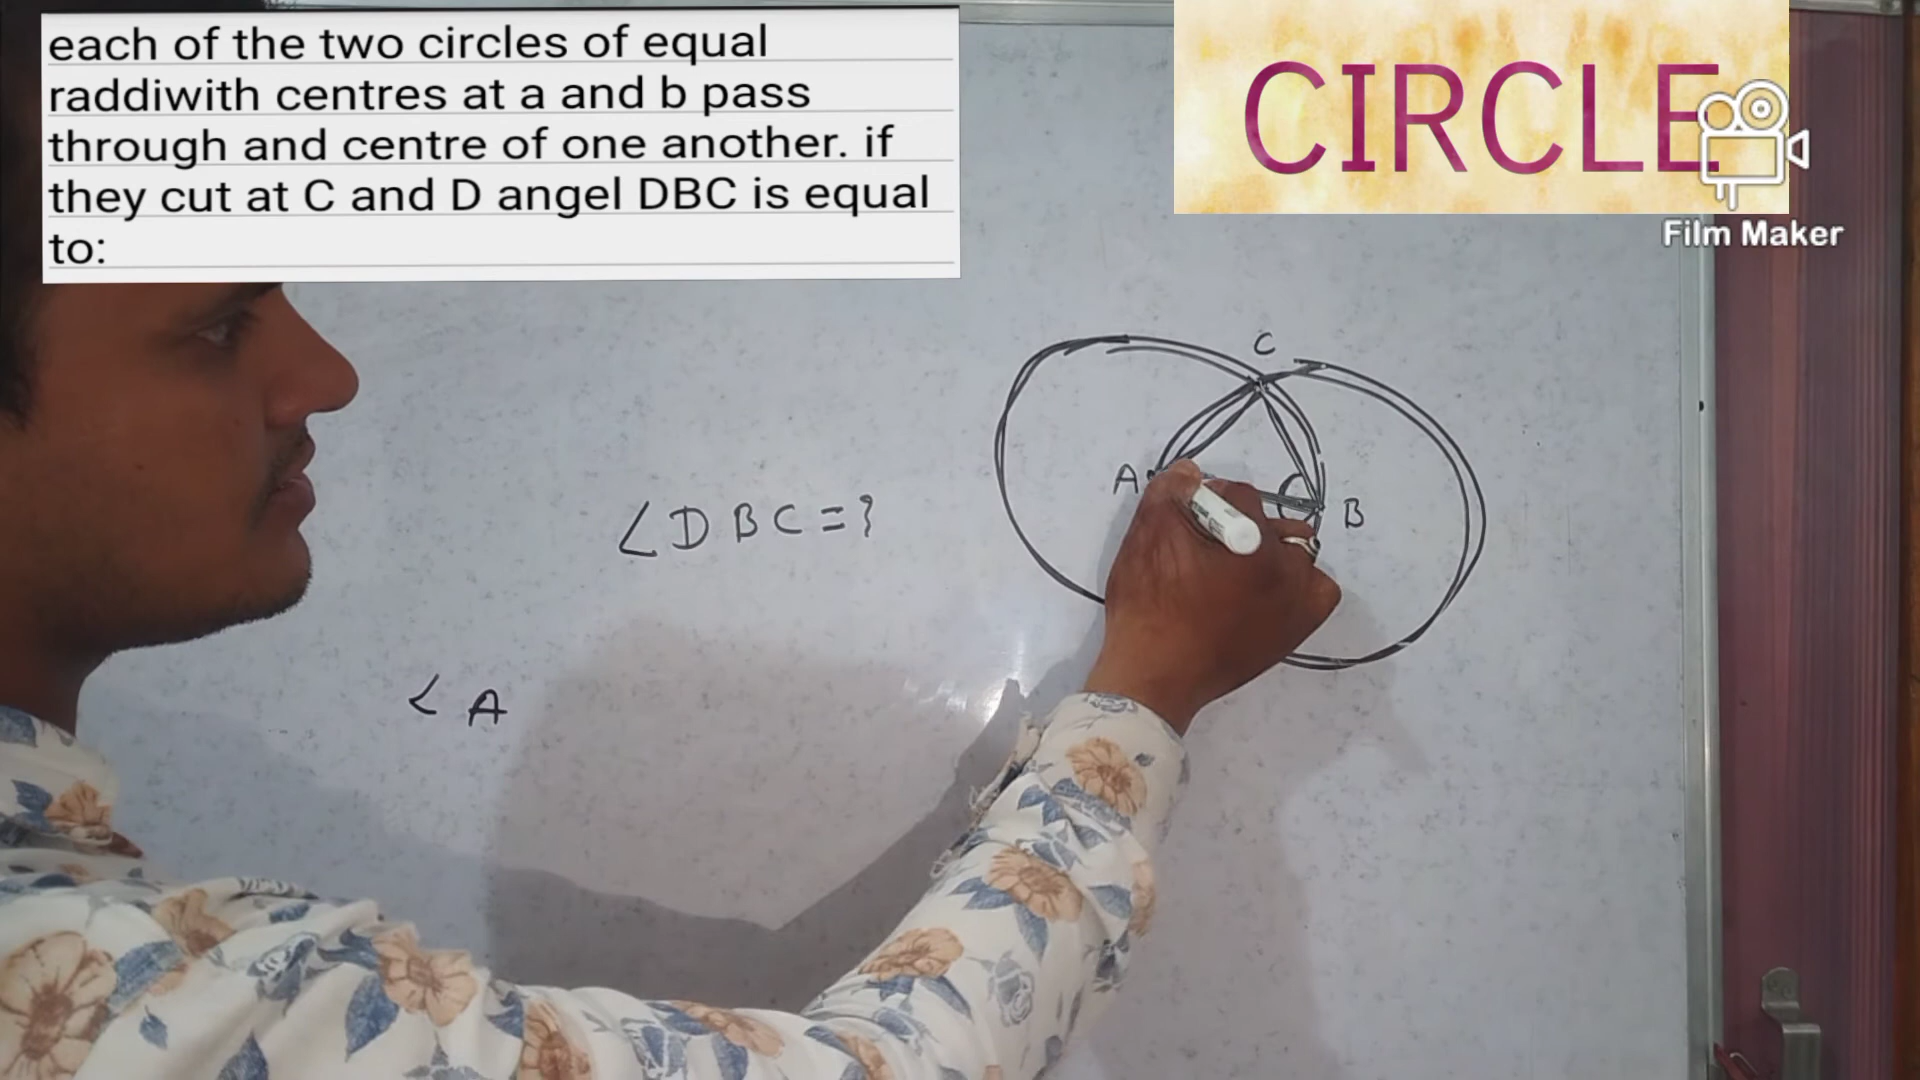 each of the two circles of equal
raddiwith centres at a and b pass
through and centre of one another. if
they cut at C and D angel DBC is equal
to:
CIRCLE
Film Maker
C
A
B
∠DBC=?
∠A